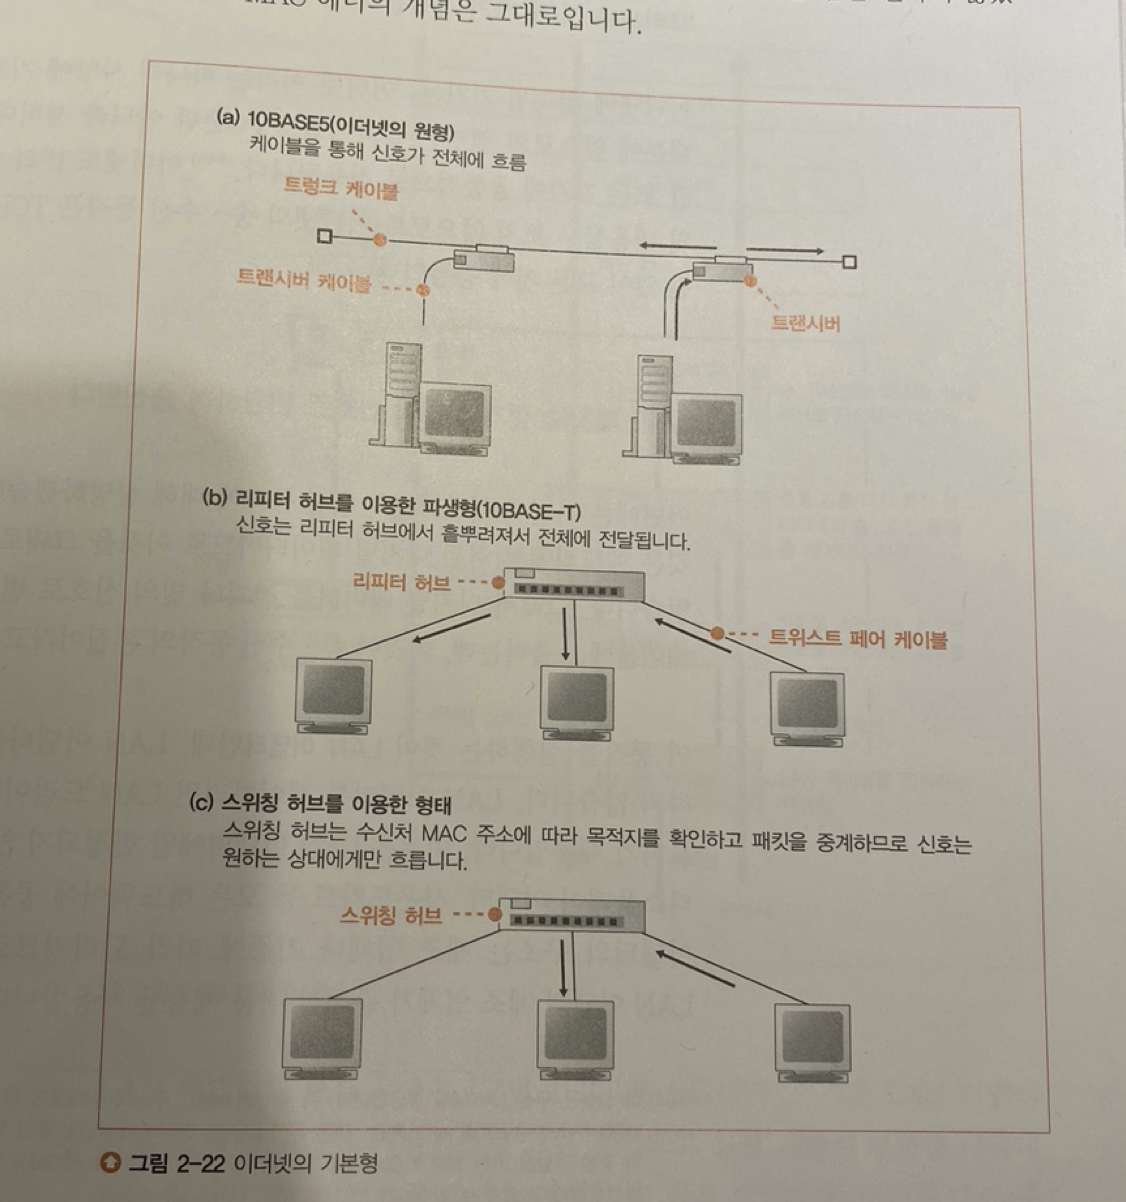 MAC 헤더의 개념은 그대로입니다.
(a) 10BASE5(이더넷의 원형)
케이블을 통해 신호가 전체에 흐름
트렁크 케이블
트랜시버 케이블
트랜시버
(b) 리피터 허브를 이용한 파생형(10BASE-T)
신호는 리피터 허브에서 흩뿌려져서 전체에 전달됩니다.
리피터 허브
트위스트 페어 케이블
(c) 스위칭 허브를 이용한 형태
스위칭 허브는 수신처 MAC 주소에 따라 목적지를 확인하고 패킷을 중계하므로 신호는
원하는 상대에게만 흐릅니다.
스위칭 허브
그림 2-22 이더넷의 기본형